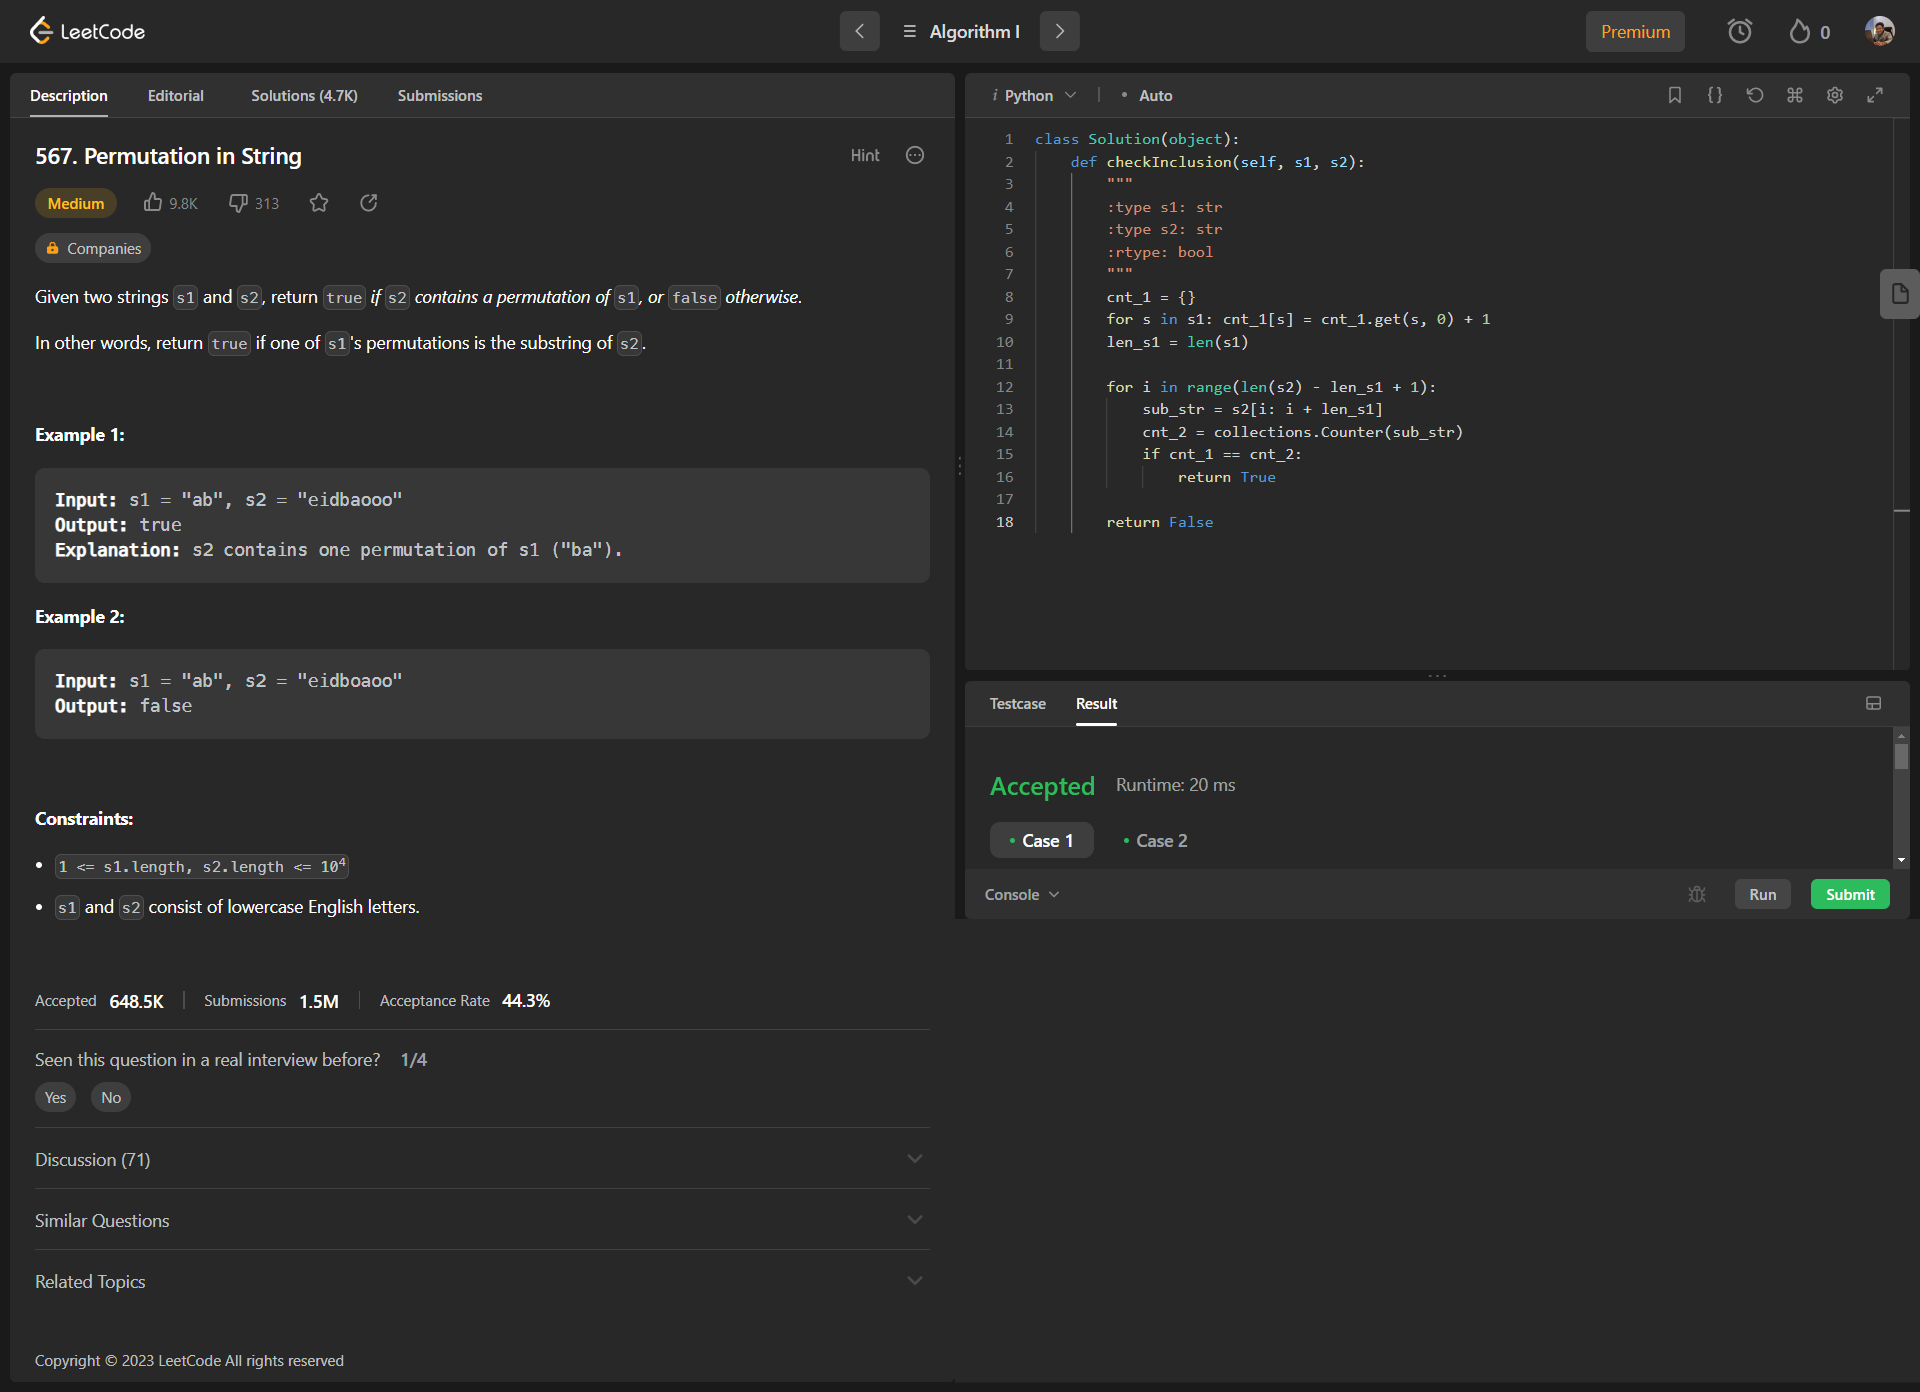 LeetCode
Algorithm I
Premium
0
Description Editorial Solutions (4.7K) Submissions
567. Permutation in String
Hint
Medium 9.8K 313
Companies
Given two strings s1 and s2, return true if s2 contains a permutation of s1, or false otherwise.
In other words, return true if one of s1's permutations is the substring of s2.
Example 1:
Input: s1 = "ab", s2 = "eidbaooo"
Output: true
Explanation: s2 contains one permutation of s1 ("ba").
Example 2:
Input: s1 = "ab", s2 = "eidboaoo"
Output: false
Constraints:
• 1 <= s1.length, s2.length <= 10⁴
• s1 and s2 consist of lowercase English letters.
Accepted 648.5K | Submissions 1.5M | Acceptance Rate 44.3%
Seen this question in a real interview before? 1/4
Yes No
Discussion (71)
Similar Questions
Related Topics
Copyright © 2023 LeetCode All rights reserved
i Python | • Auto
1 class Solution(object):
2     def checkInclusion(self, s1, s2):
3         """
4         :type s1: str
5         :type s2: str
6         :rtype: bool
7         """
8         cnt_1 = {}
9         for s in s1: cnt_1[s] = cnt_1.get(s, 0) + 1
10         len_s1 = len(s1)
11
12         for i in range(len(s2) - len_s1 + 1):
13             sub_str = s2[i: i + len_s1]
14             cnt_2 = collections.Counter(sub_str)
15             if cnt_1 == cnt_2:
16                 return True
17
18         return False
Testcase Result
Accepted Runtime: 20 ms
• Case 1 • Case 2
Console
Run Submit